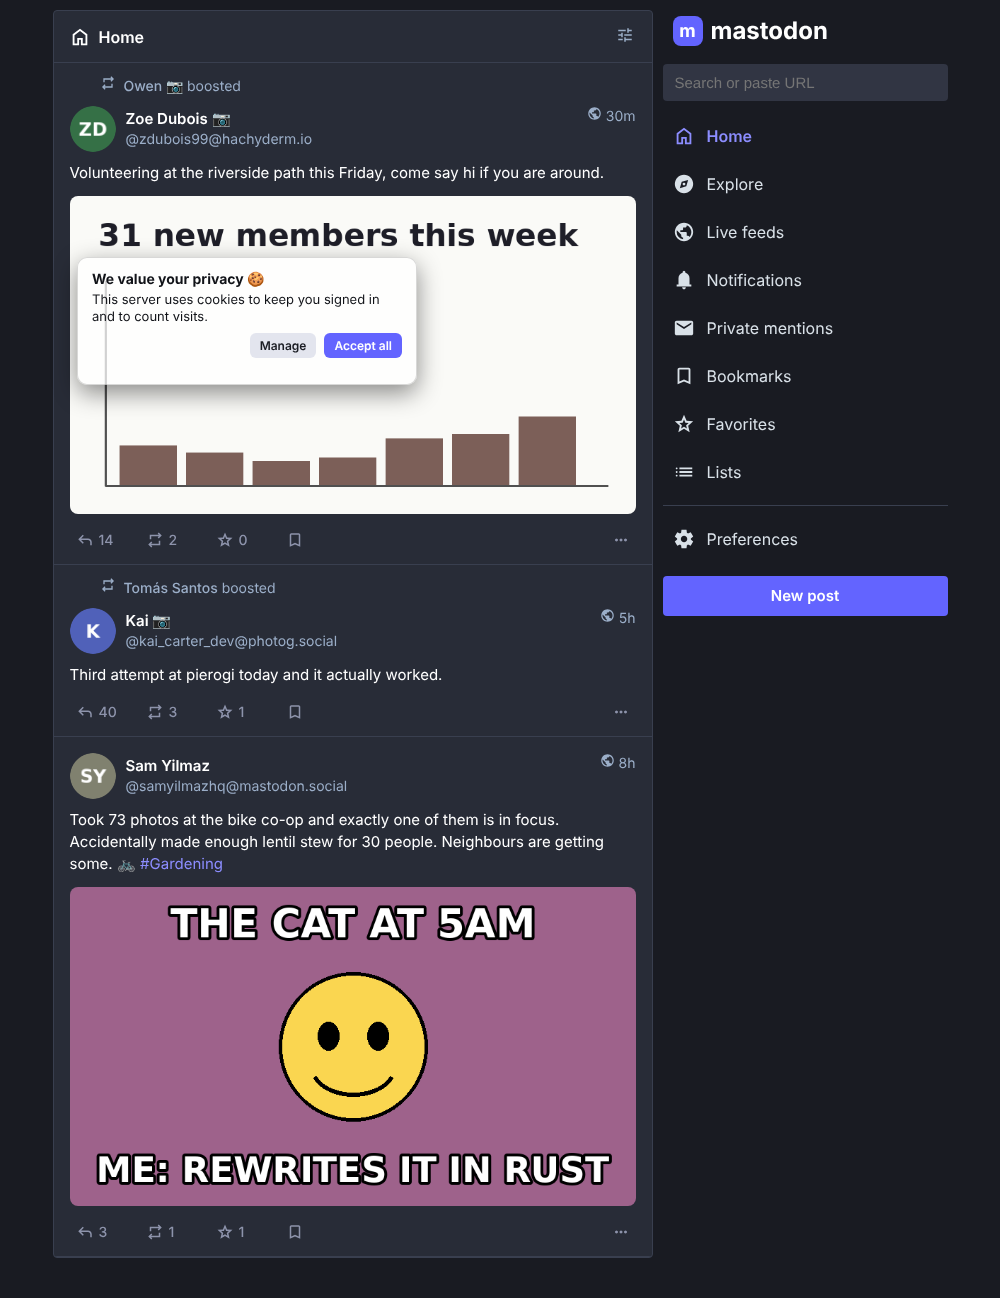 Home
Owen 📷 boosted
ZD
Zoe Dubois 📷
30m
@zdubois99@hachyderm.io
Volunteering at the riverside path this Friday, come say hi if you are around.
31 new members this week
We value your privacy 🍪
This server uses cookies to keep you signed in
and to count visits.
Manage
Accept all
14
2
0
Tomás Santos boosted
K
Kai 📷
5h
@kai_carter_dev@photog.social
Third attempt at pierogi today and it actually worked.
40
3
1
SY
Sam Yilmaz
8h
@samyilmazhq@mastodon.social
Took 73 photos at the bike co-op and exactly one of them is in focus.
Accidentally made enough lentil stew for 30 people. Neighbours are getting
some. 🚲 #Gardening
THE CAT AT 5AM
ME: REWRITES IT IN RUST
3
1
1
m mastodon
Search or paste URL
Home
Explore
Live feeds
Notifications
Private mentions
Bookmarks
Favorites
Lists
Preferences
New post